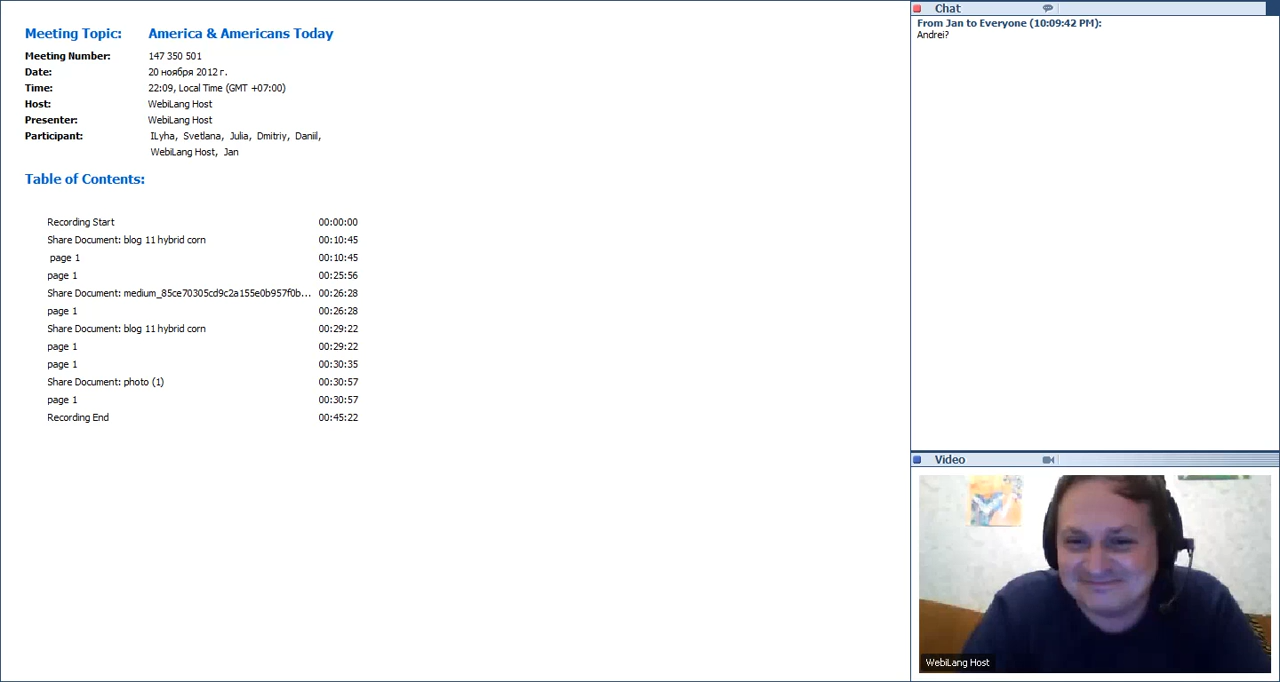 Meeting Topic: America & Americans Today
Meeting Number: 147 350 501
Date: 20 ноября 2012 г.
Time: 22:09, Local Time (GMT +07:00)
Host: WebiLang Host
Presenter: WebiLang Host
Participant: ILyha, Svetlana, Julia, Dmitriy, Daniil,
WebiLang Host, Jan
Table of Contents:
Recording Start 00:00:00
Share Document: blog 11 hybrid corn 00:10:45
page 1 00:10:45
page 1 00:25:56
Share Document: medium_85ce70305cd9c2a155e0b957f0b... 00:26:28
page 1 00:26:28
Share Document: blog 11 hybrid corn 00:29:22
page 1 00:29:22
page 1 00:30:35
Share Document: photo (1) 00:30:57
page 1 00:30:57
Recording End 00:45:22
Chat
From Jan to Everyone (10:09:42 PM):
Andrei?
Video
WebiLang Host